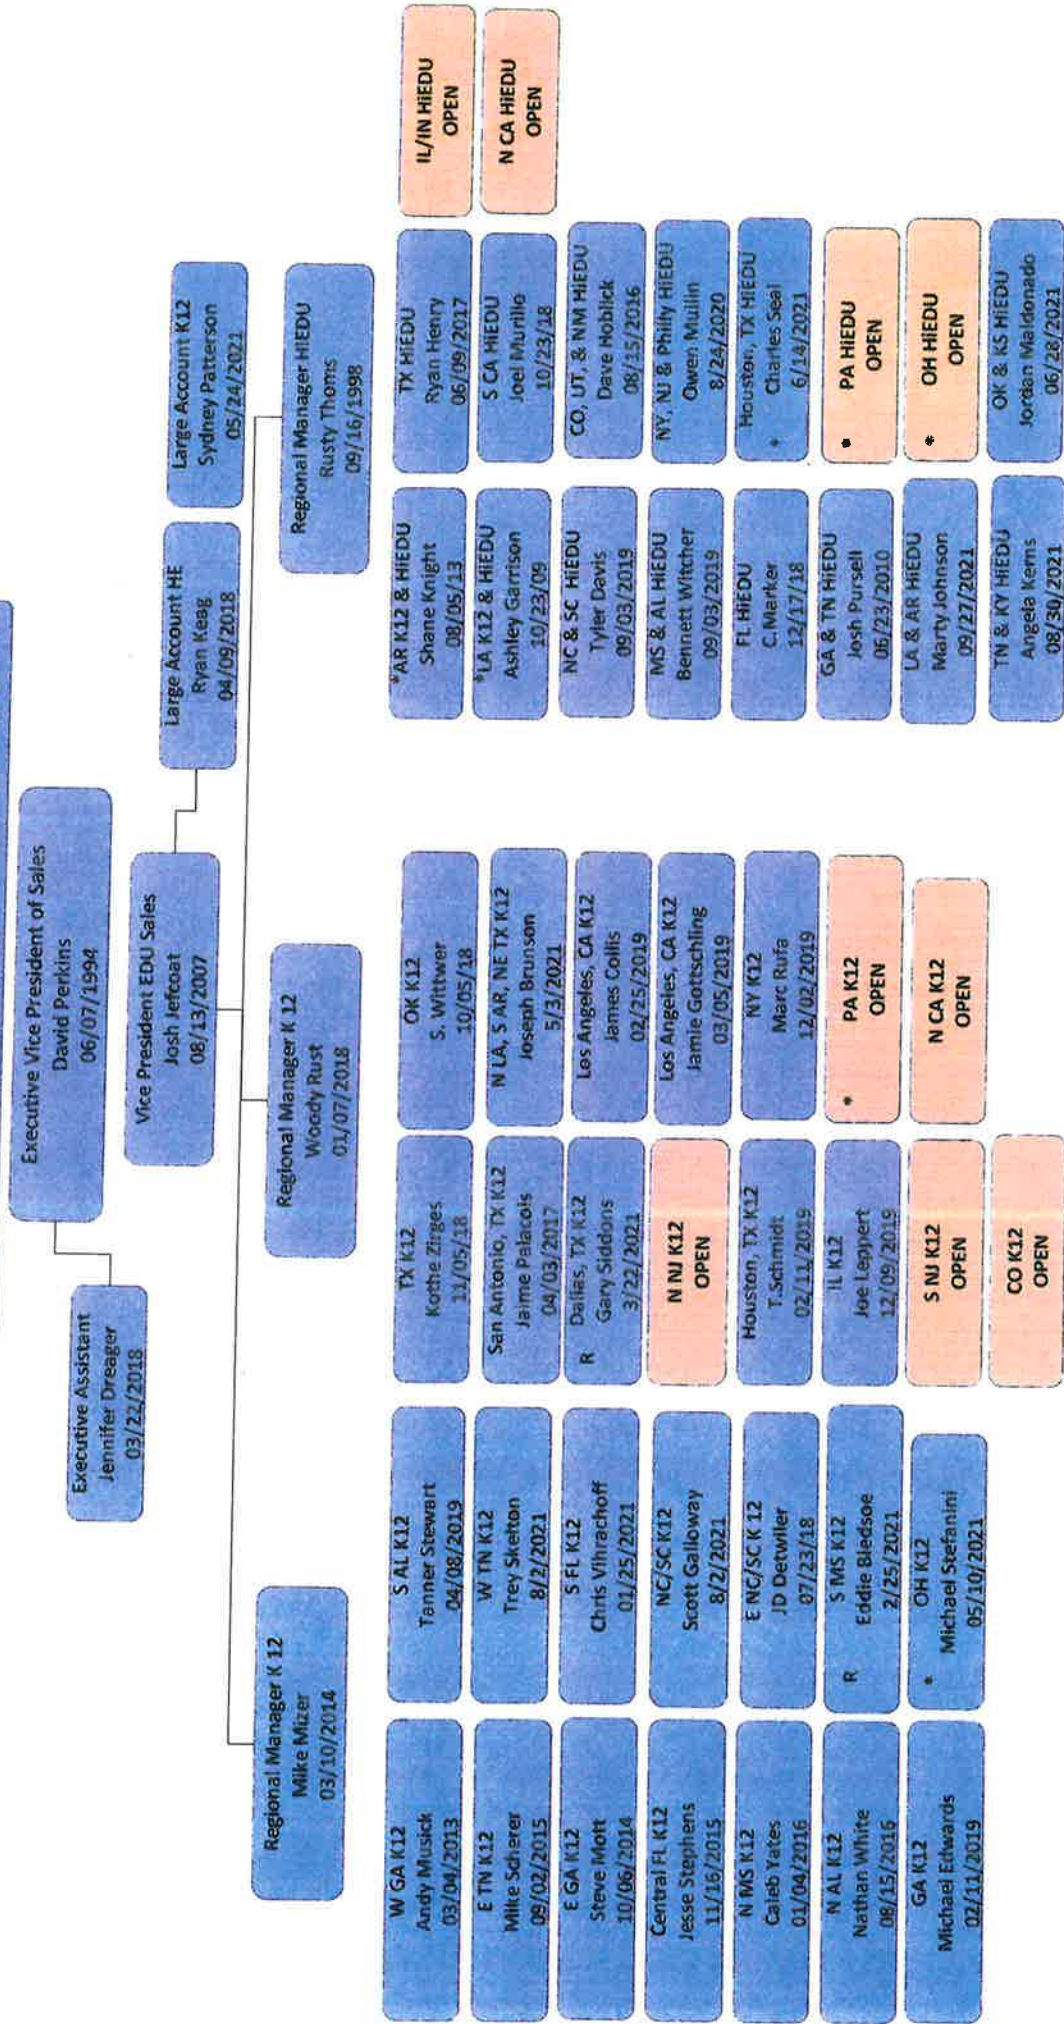 Executive Vice President of Sales
David Perkins
06/07/1994
Executive Assistant
Jennifer Dreager
03/22/2018
Vice President EDU Sales
Josh Jefcoat
08/13/2007
Large Account HE
Ryan Keag
04/09/2018
Large Account K12
Sydney Paterson
05/24/2021
Regional Manager K 12
Mike Mizer
03/10/2014
Regional Manager K 12
Woody Rust
01/07/2018
Regional Manager HiEDU
Rusty Thoms
09/16/1998
W GA K12
Andy Musick
03/04/2013
E TN K12
Mike Scherer
09/02/2015
E GA K12
Steve Mott
10/06/2014
Central FL K12
Jesse Stephens
11/16/2015
N MS K12
Caleb Yates
01/04/2016
N AL K12
Nathan White
08/15/2016
GA K12
Michael Edwards
02/11/2019
S AL K12
Tanner Stewart
04/08/2019
W TN K12
Trey Skelton
8/2/2021
S FL K12
Chris Vihrachoff
01/25/2021
NC/SC K12
Scott Galloway
8/2/2021
E NC/SC K 12
JD Detwiler
07/23/18
S MS K12
R Eddie Bledsoe
2/25/2021
OH K12
* Michael Stefanini
05/10/2021
TX K12
Kothe Zirges
11/05/18
San Antonio, TX K12
Jaime Palacois
04/03/2017
R Dallas, TX K12
Gary Siddons
3/22/2021
N NJ K12
OPEN
Houston, TX K12
T.Schmidt
02/11/2019
IL K12
Joe Leppert
12/09/2019
S NJ K12
OPEN
CO K12
OPEN
OK K12
S. Wittwer
10/05/18
N LA, S AR, NE TX K12
Joseph Brunson
5/3/2021
Los Angeles, CA K12
James Collis
02/25/2019
Los Angeles, CA K12
Jamie Gottschling
03/05/2019
NY K12
Marc Rufa
12/02/2019
* PA K12
OPEN
N CA K12
OPEN
*AR K12 & HiEDU
Shane Knight
08/05/13
*LA K12 & HiEDU
Ashley Garrison
10/23/09
NC & SC HiEDU
Tyler Davis
09/03/2019
MS & AL HiEDU
Bennett Witcher
09/03/2019
FL HiEDU
C.Marker
12/17/18
GA & TN HiEDU
Josh Pursell
06/23/2010
LA & AR HiEDU
Marty Johnson
09/27/2021
TN & KY HiEDU
Angela Kerns
08/30/2021
TX HiEDU
Ryan Henry
06/09/2017
S CA HiEDU
Joel Murillo
10/23/18
CO, UT, & NM HiEDU
Dave Hoblick
08/15/2016
NY, NJ & Philly HiEDU
Owen Mullin
8/24/2020
Houston, TX HiEDU
* Charles Seal
6/14/2021
* PA HiEDU
OPEN
* OH HiEDU
OPEN
OK & KS HiEDU
Jordan Maldonado
06/28/2021
IL/IN HiEDU
OPEN
N CA HiEDU
OPEN